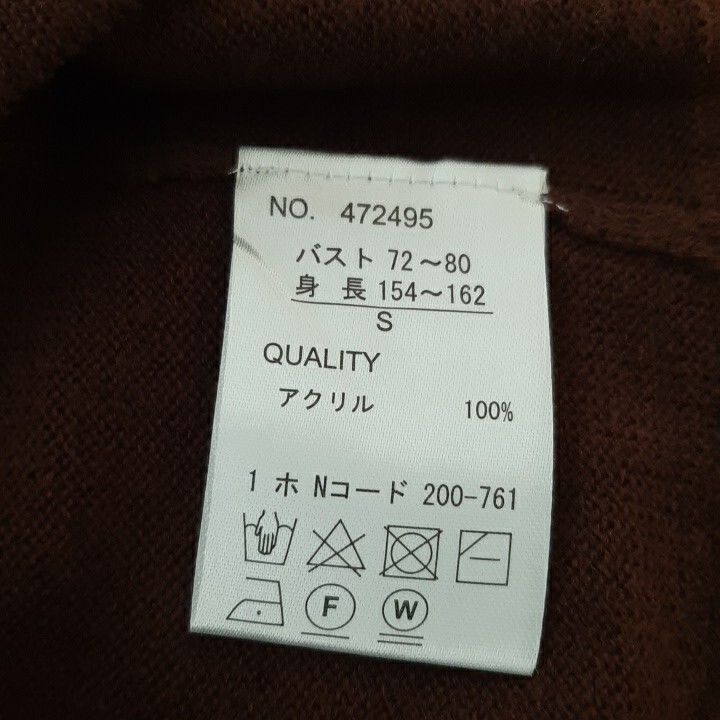 NO. 472495
バスト 72～80
身 長 154～162
S
QUALITY
アクリル 100%
1 ホ Nコード 200-761
F W